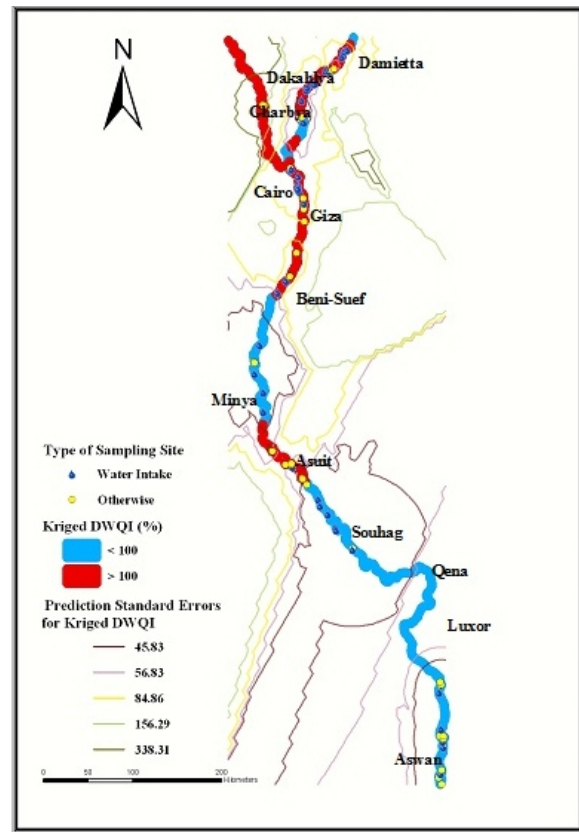 N
Damietta
Dakahlya
Gharbya
Cairo
Giza
Beni-Suef
Minya
Asuit
Souhag
Qena
Luxor
Aswan
Type of Sampling Site
Water Intake
Otherwise
Kriged DWQI (%)
< 100
> 100
Prediction Standard Errors
for Kriged DWQI
45.83
56.83
84.86
156.29
338.31
0 50 100 200
Kilometers